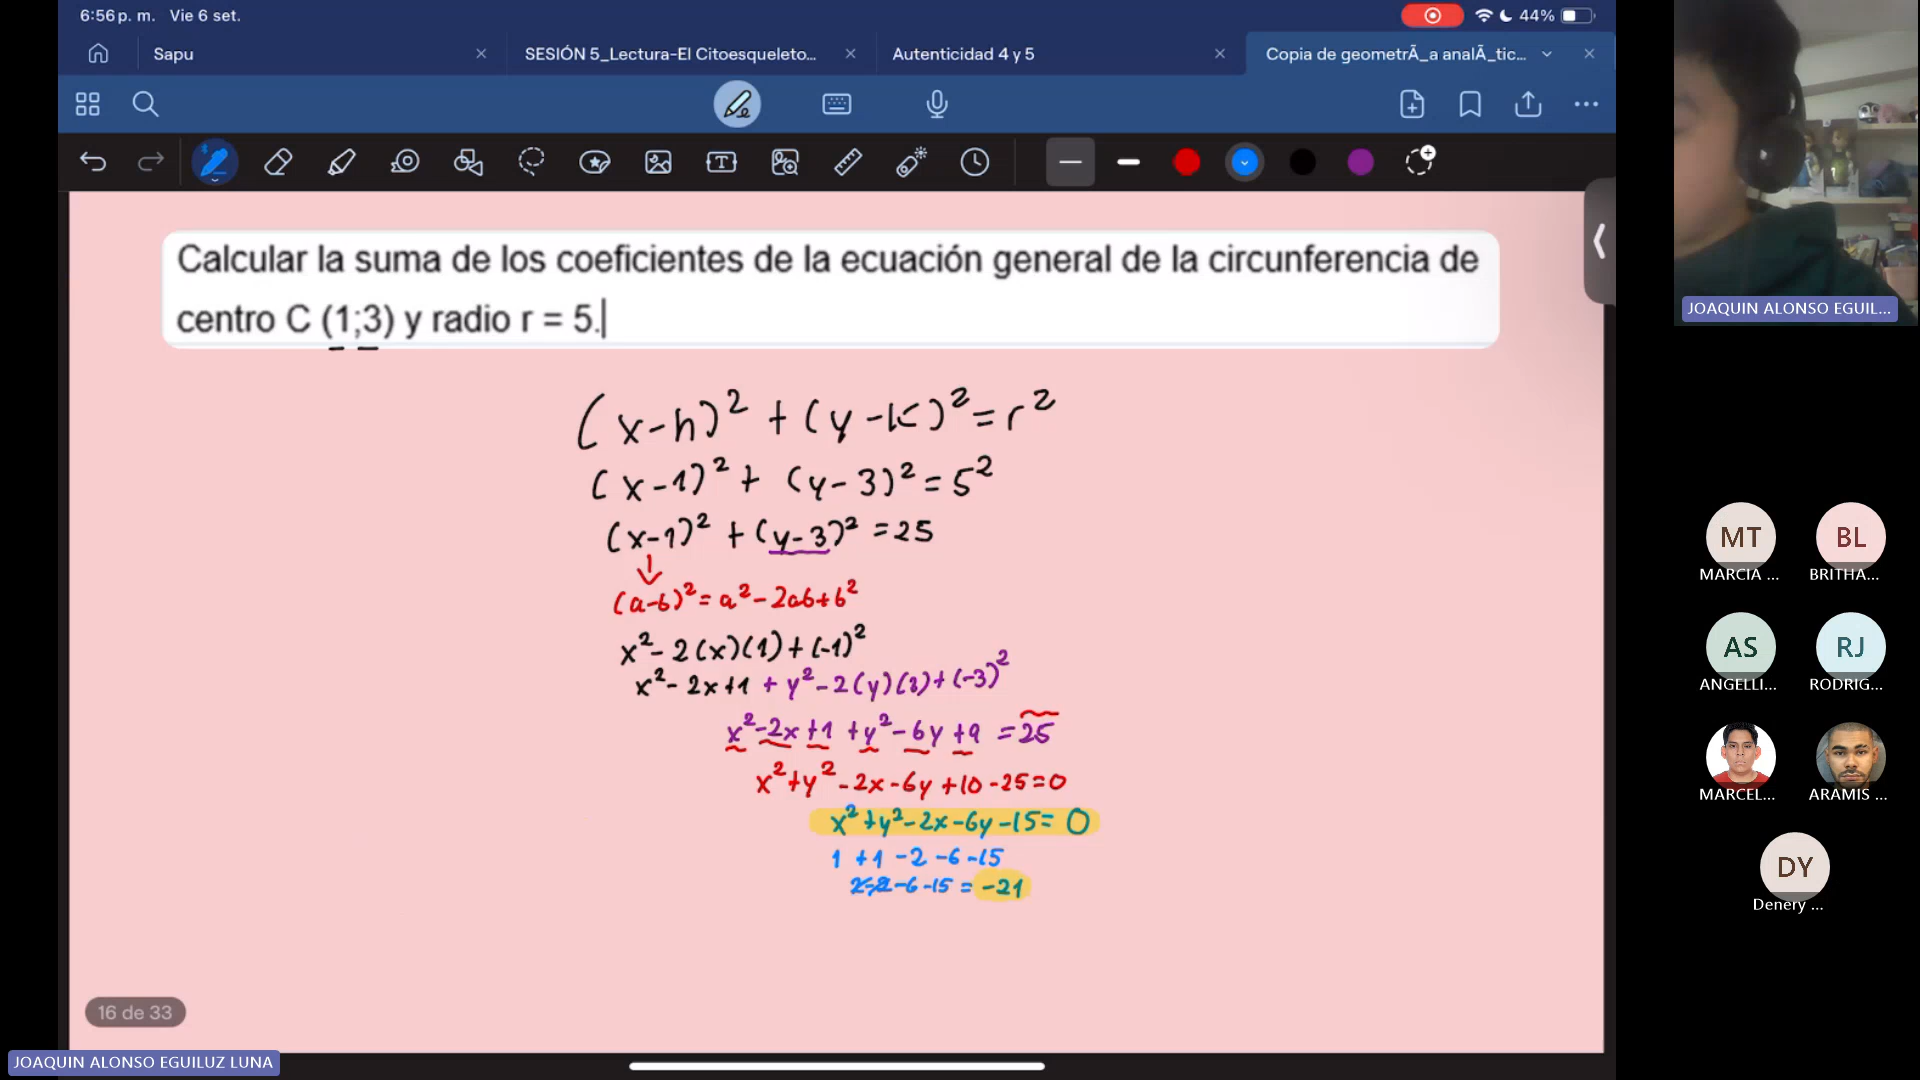 6:56 p. m. Vie 6 set.
44%
Sapu
SESIÓN 5_Lectura-El Citoesqueleto...
Autenticidad 4 y 5
Copia de geometrÃ_a analÃ_tic...
Calcular la suma de los coeficientes de la ecuación general de la circunferencia de
centro C (1;3) y radio r = 5.
(x-h)² + (y-k)² = r²
(x-1)² + (y-3)² = 5²
(x-1)² + (y-3)² = 25
(a-b)² = a² - 2ab + b²
x² - 2(x)(1) + (-1)²
x² - 2x + 1 + y² - 2(y)(3) + (-3)²
x² - 2x + 1 + y² - 6y + 9 = 25
x² + y² - 2x - 6y + 10 - 25 = 0
x² + y² - 2x - 6y - 15 = 0
1 + 1 - 2 - 6 - 15
2 - 2 - 6 - 15 = -21
16 de 33
JOAQUIN ALONSO EGUILUZ LUNA
JOAQUIN ALONSO EGUIL...
MT
MARCIA ...
BL
BRITHA...
AS
ANGELLI...
RJ
RODRIG...
MARCEL...
ARAMIS ...
DY
Denery ...